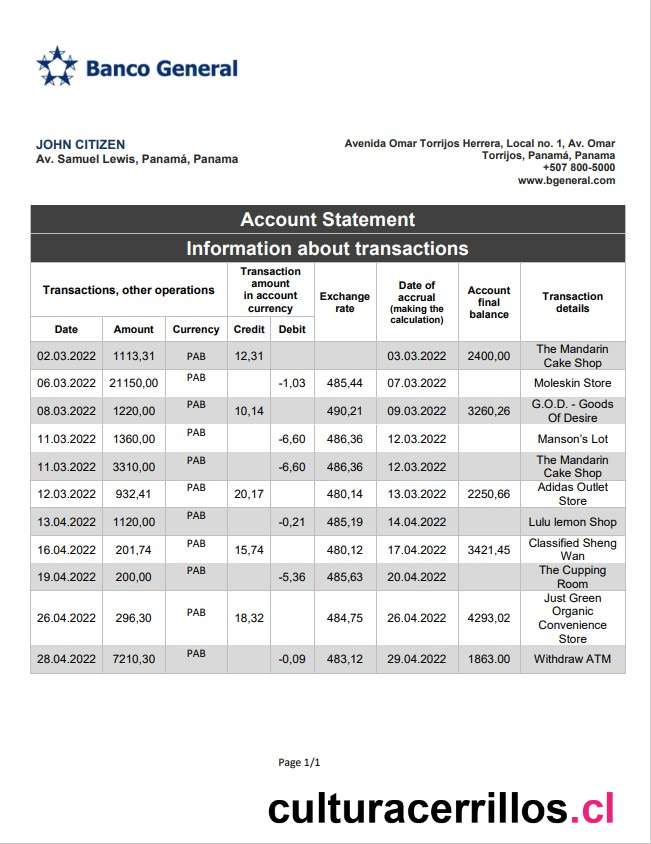 Banco General
JOHN CITIZEN
Av. Samuel Lewis, Panamá, Panama
Avenida Omar Torrijos Herrera, Local no. 1, Av. Omar
Torrijos, Panamá, Panama
+507 800-5000
www.bgeneral.com
Account Statement
Information about transactions
Transactions, other operations
Transaction
amount
in account
currency
Exchange
rate
Date of
accrual
(making the
calculation)
Account
final
balance
Transaction
details
Date Amount Currency Credit Debit
02.03.2022 1113,31 PAB 12,31 03.03.2022 2400,00 The Mandarin
Cake Shop
06.03.2022 21150,00 PAB -1,03 485,44 07.03.2022 Moleskin Store
08.03.2022 1220,00 PAB 10,14 490,21 09.03.2022 3260,26 G.O.D. - Goods
Of Desire
11.03.2022 1360,00 PAB -6,60 486,36 12.03.2022 Manson's Lot
11.03.2022 3310,00 PAB -6,60 486,36 12.03.2022 The Mandarin
Cake Shop
12.03.2022 932,41 PAB 20,17 480,14 13.03.2022 2250,66 Adidas Outlet
Store
13.04.2022 1120,00 PAB -0,21 485,19 14.04.2022 Lulu lemon Shop
16.04.2022 201,74 PAB 15,74 480,12 17.04.2022 3421,45 Classified Sheng
Wan
19.04.2022 200,00 PAB -5,36 485,63 20.04.2022 The Cupping
Room
26.04.2022 296,30 PAB 18,32 484,75 26.04.2022 4293,02 Just Green
Organic
Convenience
Store
28.04.2022 7210,30 PAB -0,09 483,12 29.04.2022 1863.00 Withdraw ATM
Page 1/1
culturacerrillos.cl